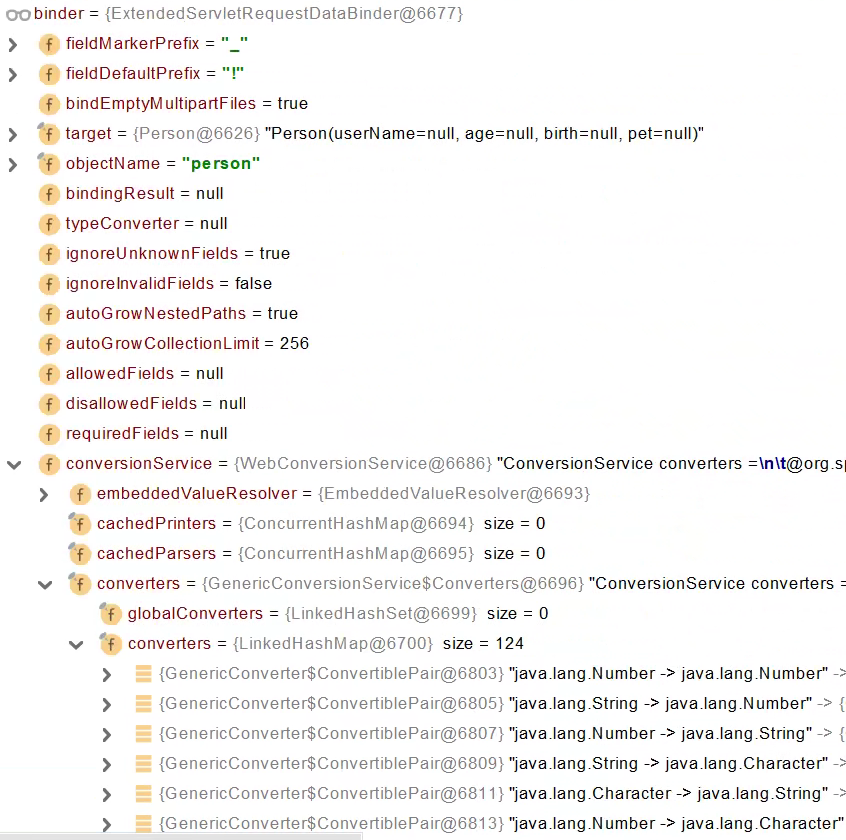 binder = {ExtendedServletRequestDataBinder@6677}
f fieldMarkerPrefix = "_"
f fieldDefaultPrefix = "!"
f bindEmptyMultipartFiles = true
f target = {Person@6626} "Person(userName=null, age=null, birth=null, pet=null)"
f objectName = "person"
f bindingResult = null
f typeConverter = null
f ignoreUnknownFields = true
f ignoreInvalidFields = false
f autoGrowNestedPaths = true
f autoGrowCollectionLimit = 256
f allowedFields = null
f disallowedFields = null
f requiredFields = null
f conversionService = {WebConversionService@6686} "ConversionService converters =\n\t@org.sp
f embeddedValueResolver = {EmbeddedValueResolver@6693}
f cachedPrinters = {ConcurrentHashMap@6694} size = 0
f cachedParsers = {ConcurrentHashMap@6695} size = 0
f converters = {GenericConversionService$Converters@6696} "ConversionService converters =
f globalConverters = {LinkedHashSet@6699} size = 0
f converters = {LinkedHashMap@6700} size = 124
{GenericConverter$ConvertiblePair@6803} "java.lang.Number -> java.lang.Number" ->
{GenericConverter$ConvertiblePair@6805} "java.lang.String -> java.lang.Number" -> {
{GenericConverter$ConvertiblePair@6807} "java.lang.Number -> java.lang.String" -> {
{GenericConverter$ConvertiblePair@6809} "java.lang.String -> java.lang.Character" ->
{GenericConverter$ConvertiblePair@6811} "java.lang.Character -> java.lang.String" ->
{GenericConverter$ConvertiblePair@6813} "java.lang.Number -> java.lang.Character"